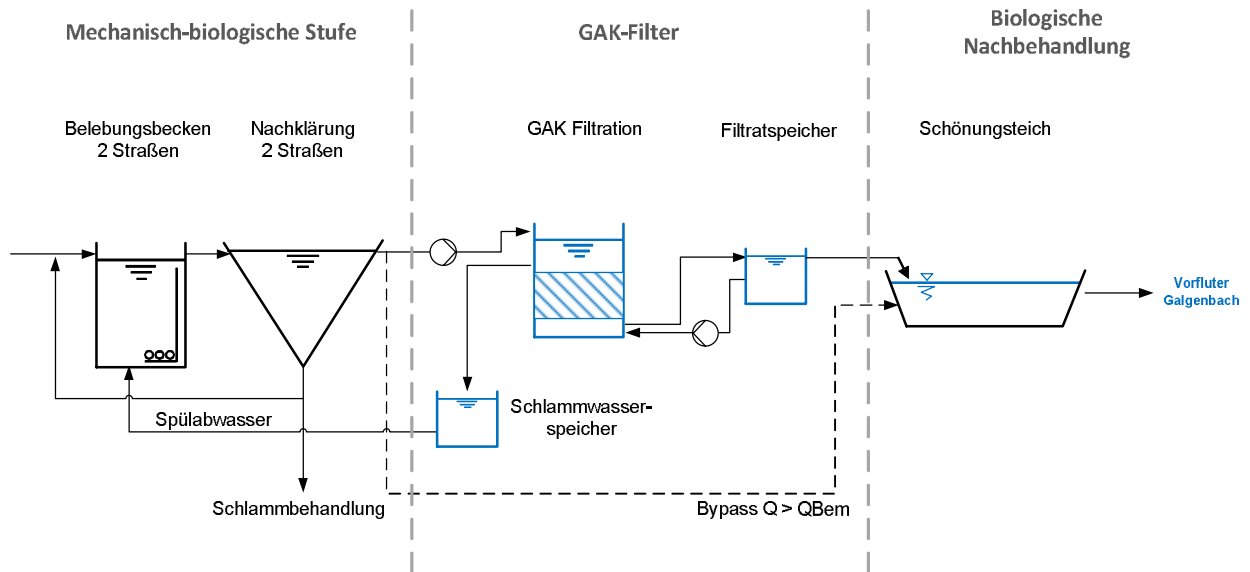 Mechanisch-biologische Stufe
GAK-Filter
Biologische
Nachbehandlung
Belebungsbecken
2 Straßen
Nachklärung
2 Straßen
GAK Filtration
Filtratspeicher
Schönungsteich
Vorfluter
Galgenbach
Spülabwasser
Schlammwasser-
speicher
Schlammbehandlung
Bypass Q > QBem